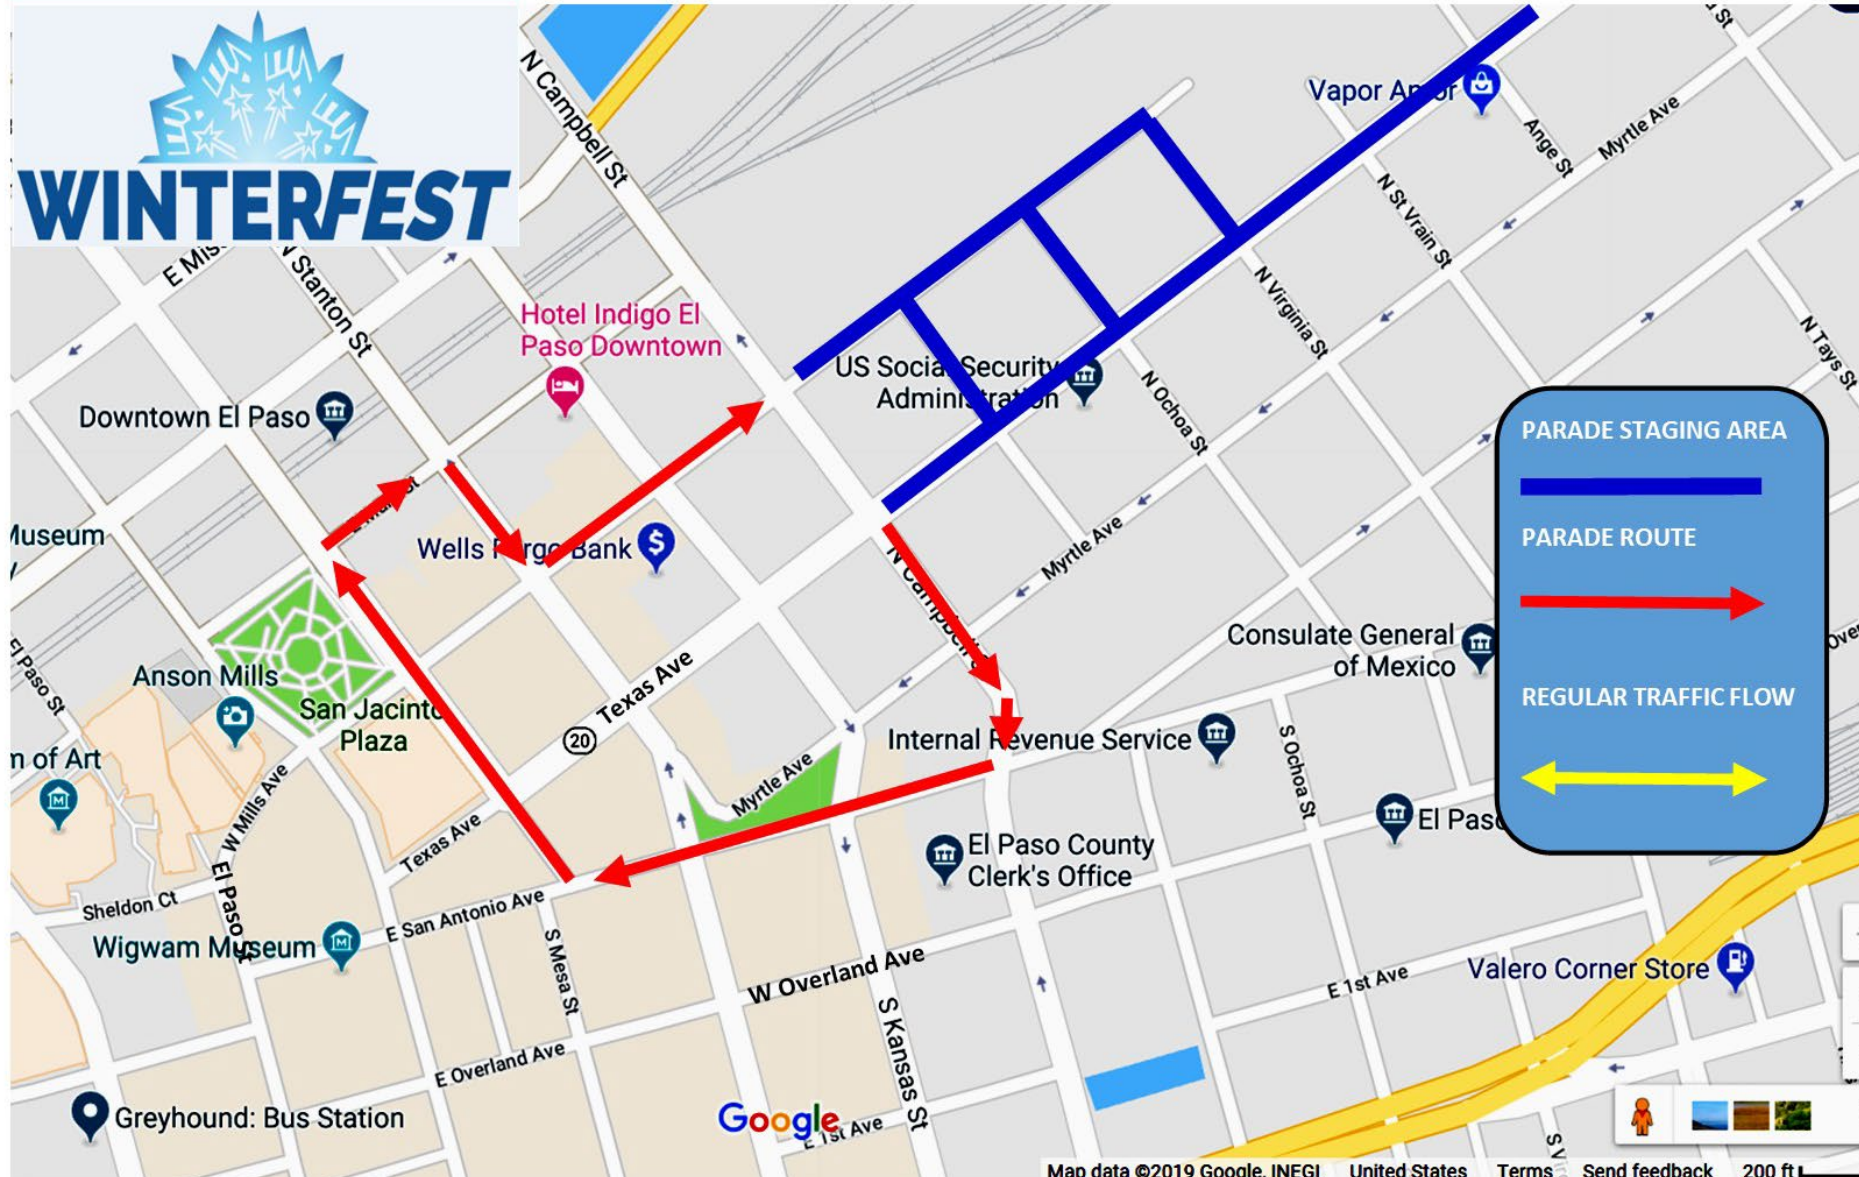 WINTERFEST
N Campbell St
E Mis
N Stanton St
Hotel Indigo El
Paso Downtown
Downtown El Paso
Vapor
Ange St
Myrtle Ave
N St Vrain St
N Virginia St
N Ochoa St
N Tays St
US Social Security
Administration
PARADE STAGING AREA
PARADE ROUTE
REGULAR TRAFFIC FLOW
Museum
Wells Fargo Bank
Myrtle Ave
N Campbell St
El Paso St
Anson Mills
San Jacinto
Plaza
Texas Ave
20
Consulate General
of Mexico
Internal Revenue Service
S Ochoa St
m of Art
W Mills Ave
Myrtle Ave
El Paso
Texas Ave
El Paso County
Clerk's Office
Sheldon Ct
El Paso St
E San Antonio Ave
Wigwam Museum
S Mesa St
W Overland Ave
E 1st Ave
Valero Corner Store
S Kansas St
E Overland Ave
Greyhound: Bus Station
Google
E 1st Ave
Map data ©2019 Google, INEGI United States Terms Send feedback 200 ft